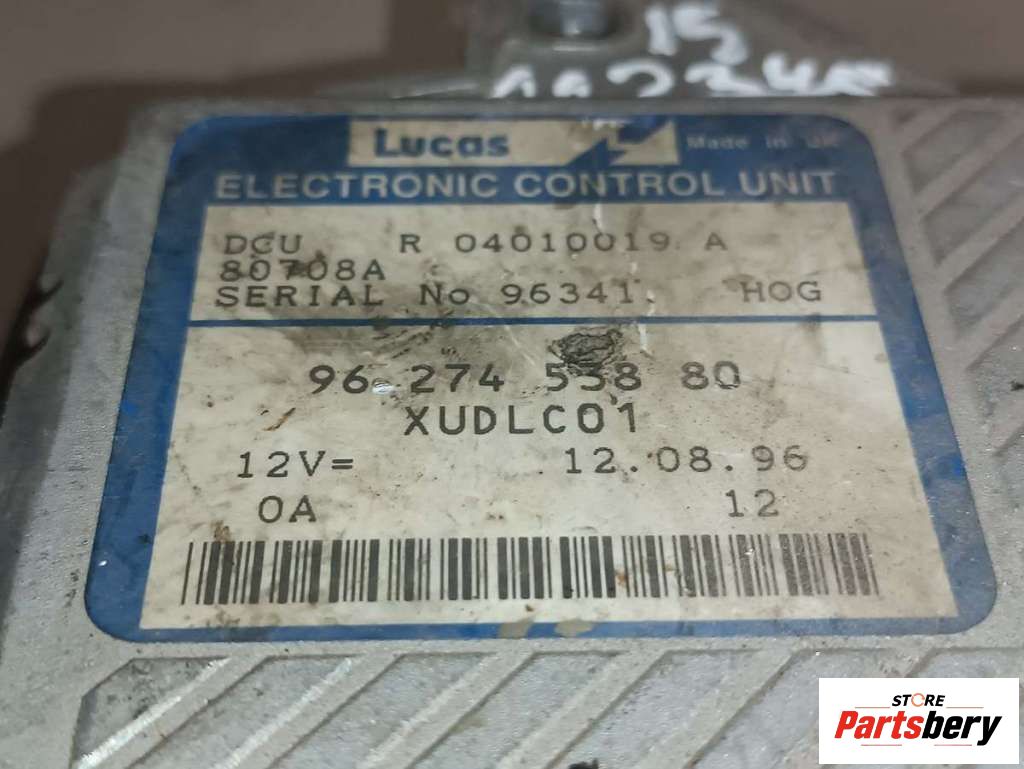 15
Lucas Made in UK
ELECTRONIC CONTROL UNIT
DCU R 04010019 A
80708A
SERIAL No 96341 HOG
96 274 538 80
XUDLC01
12V= 12.08.96
0A 12
STORE
Partsbery